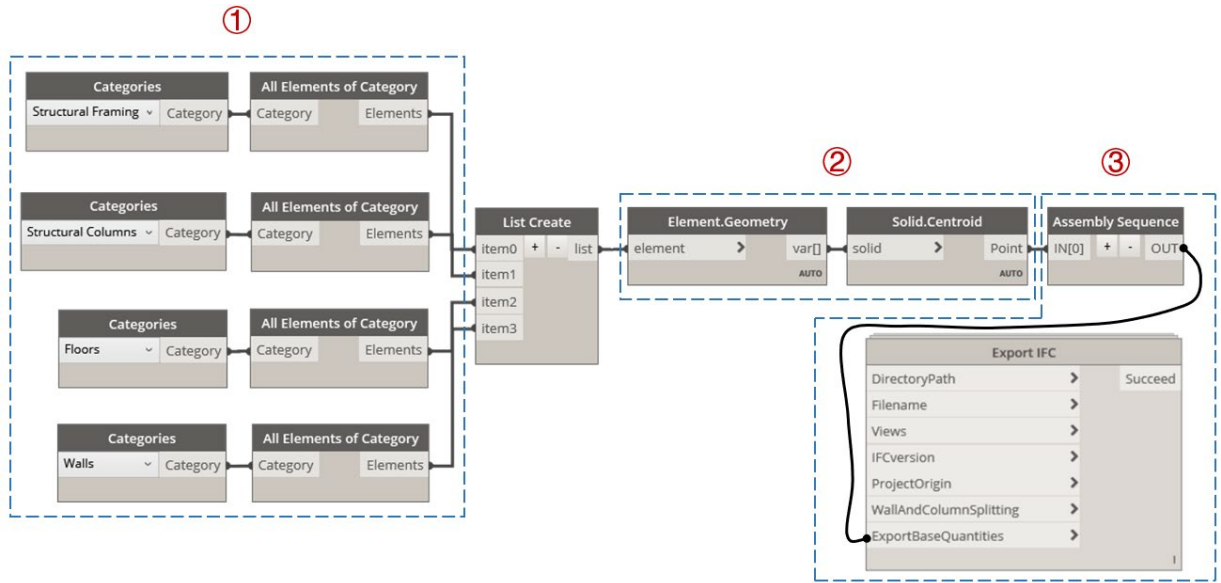 ①
Categories
Structural Framing Category
All Elements of Category
Category Elements
Categories
Structural Columns Category
All Elements of Category
Category Elements
Categories
Floors Category
All Elements of Category
Category Elements
Categories
Walls Category
All Elements of Category
Category Elements
List Create
item0 + - list
item1
item2
item3
②
Element.Geometry
element > var[]
AUTO
Solid.Centroid
solid > Point
AUTO
③
Assembly Sequence
IN[0] + - OUT
Export IFC
DirectoryPath > Succeed
Filename >
Views >
IFCversion >
ProjectOrigin >
WallAndColumnSplitting >
ExportBaseQuantities >
I